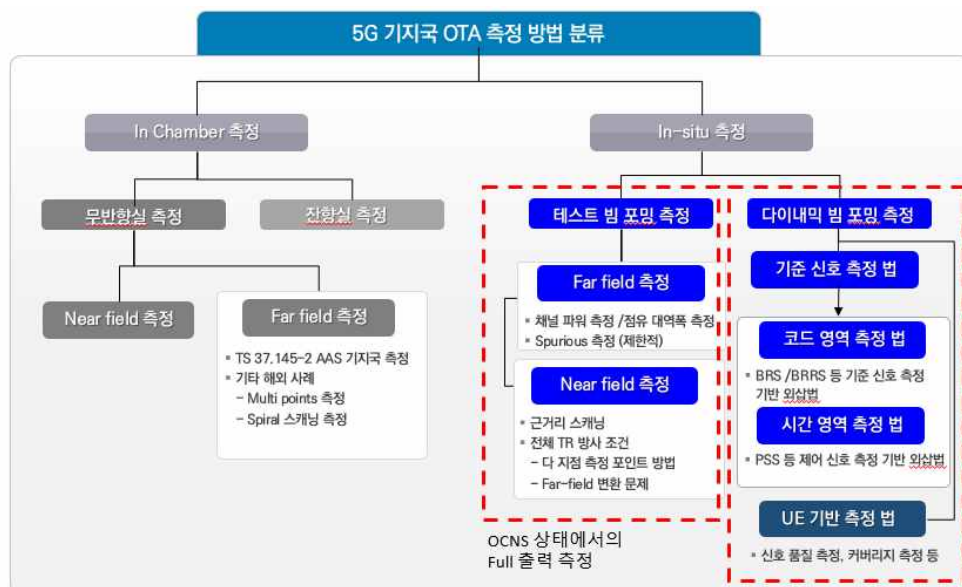 5G 기지국 OTA 측정 방법 분류
In Chamber 측정
In-situ 측정
무반향실 측정
잔향실 측정
테스트 빔 포밍 측정
다이내믹 빔 포밍 측정
Near field 측정
Far field 측정
▪ TS 37.145-2 AAS 기지국 측정
▪ 기타 해외 사례
– Multi points 측정
– Spiral 스캐닝 측정
Far field 측정
▪ 채널 파워 측정 /점유 대역폭 측정
▪ Spurious 측정 (제한적)
Near field 측정
▪ 근거리 스캐닝
▪ 전체 TR 방사 조건
– 다 지점 측정 포인트 방법
– Far-field 변환 문제
OCNS 상태에서의
Full 출력 측정
기준 신호 측정 법
코드 영역 측정 법
▪ BRS /BRRS 등 기준 신호 측정
기반 외삽법
시간 영역 측정 법
▪ PSS 등 제어 신호 측정 기반 외삽법
UE 기반 측정 법
▪ 신호 품질 측정, 커버리지 측정 등